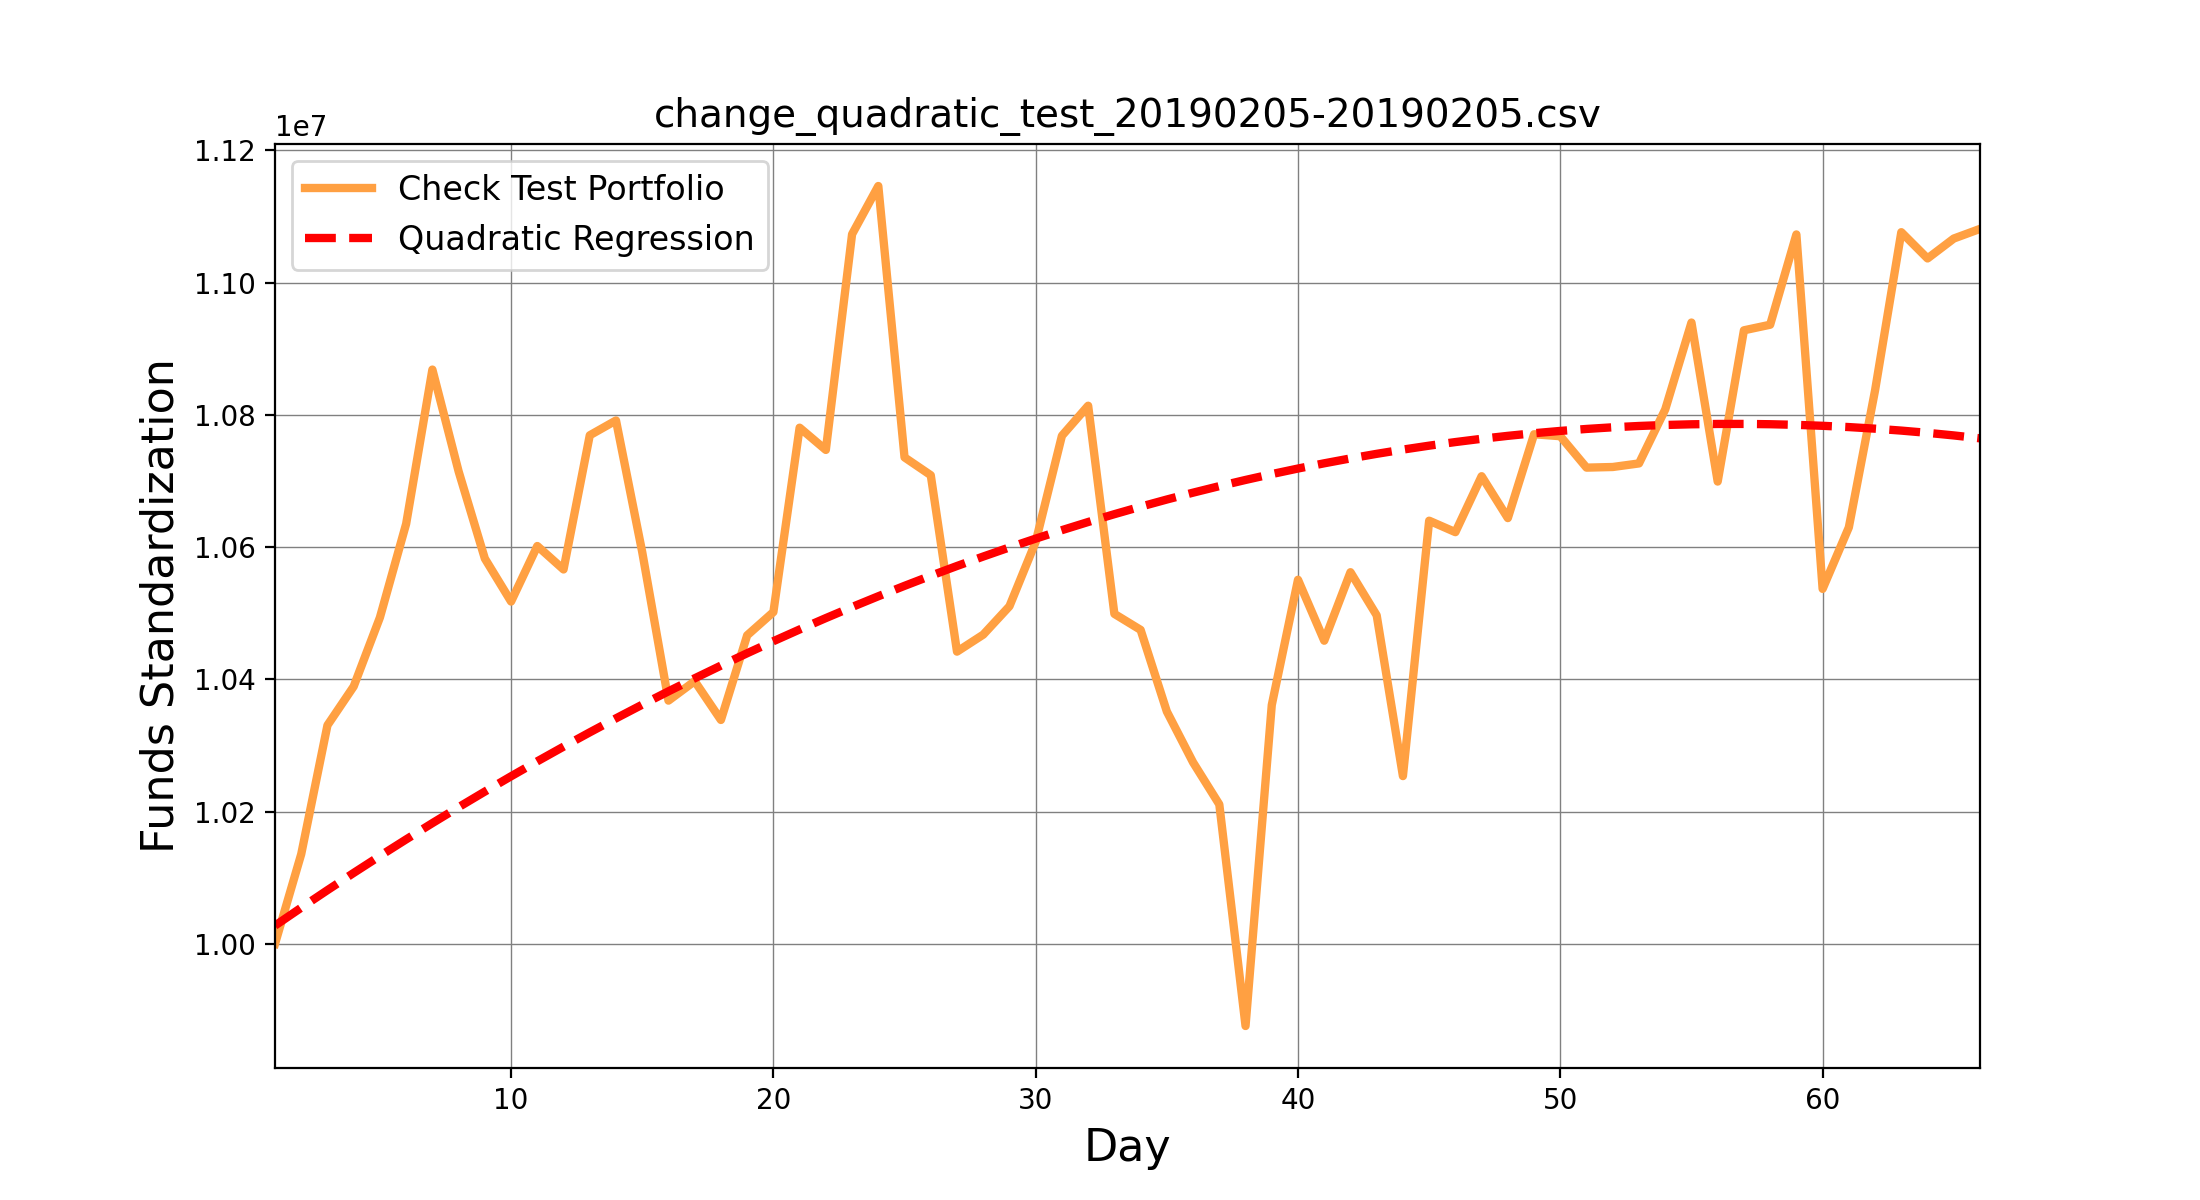 change_quadratic_test_20190205-20190205.csv
1e7
Check Test Portfolio
Quadratic Regression
Funds Standardization
1.12
1.10
1.08
1.06
1.04
1.02
1.00
10 20 30 40 50 60
Day